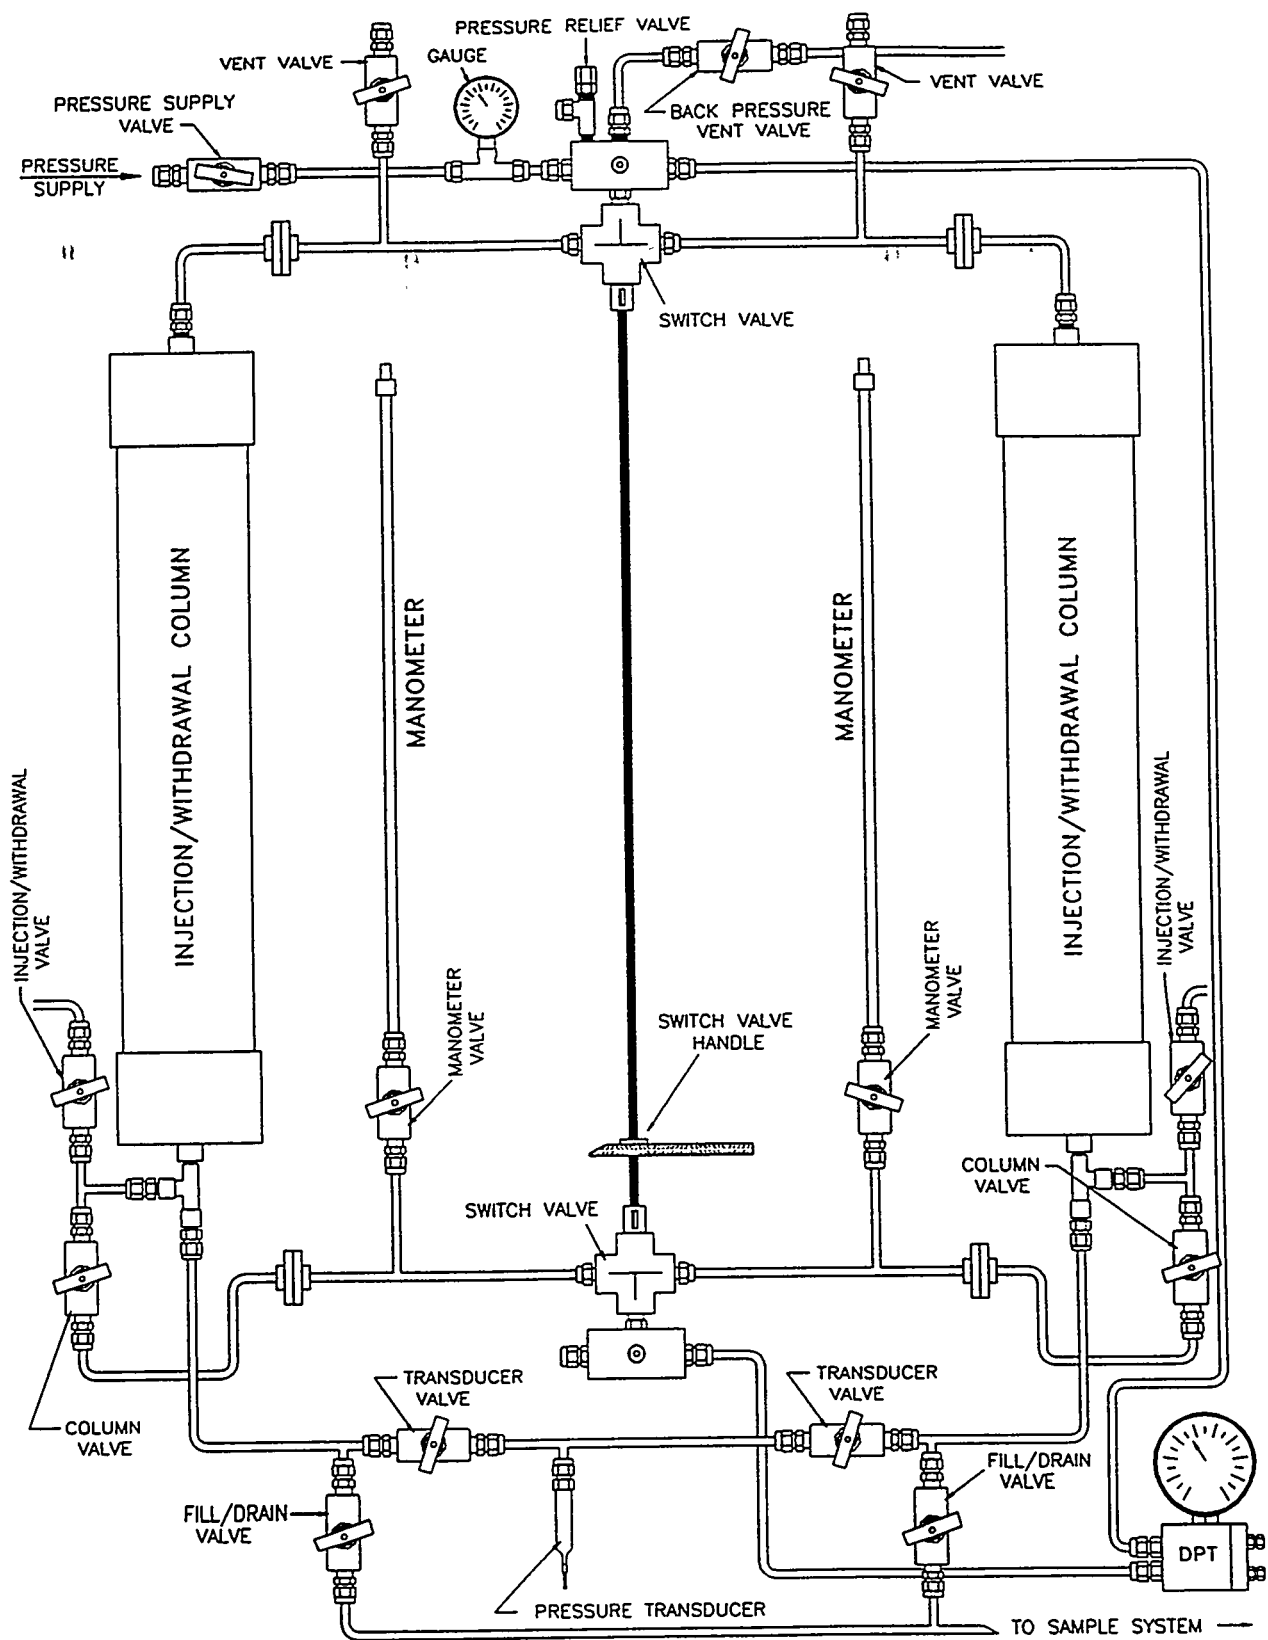 PRESSURE RELIEF VALVE
GAUGE
VENT VALVE
VENT VALVE
PRESSURE SUPPLY
VALVE
BACK PRESSURE
VENT VALVE
PRESSURE
SUPPLY
SWITCH VALVE
INJECTION/WITHDRAWAL COLUMN
MANOMETER
MANOMETER
INJECTION/WITHDRAWAL COLUMN
INJECTION/WITHDRAWAL
VALVE
MANOMETER
VALVE
SWITCH VALVE
HANDLE
MANOMETER
VALVE
INJECTION/WITHDRAWAL
VALVE
COLUMN
VALVE
SWITCH VALVE
COLUMN
VALVE
TRANSDUCER
VALVE
TRANSDUCER
VALVE
FILL/DRAIN
VALVE
FILL/DRAIN
VALVE
DPT
PRESSURE TRANSDUCER
TO SAMPLE SYSTEM